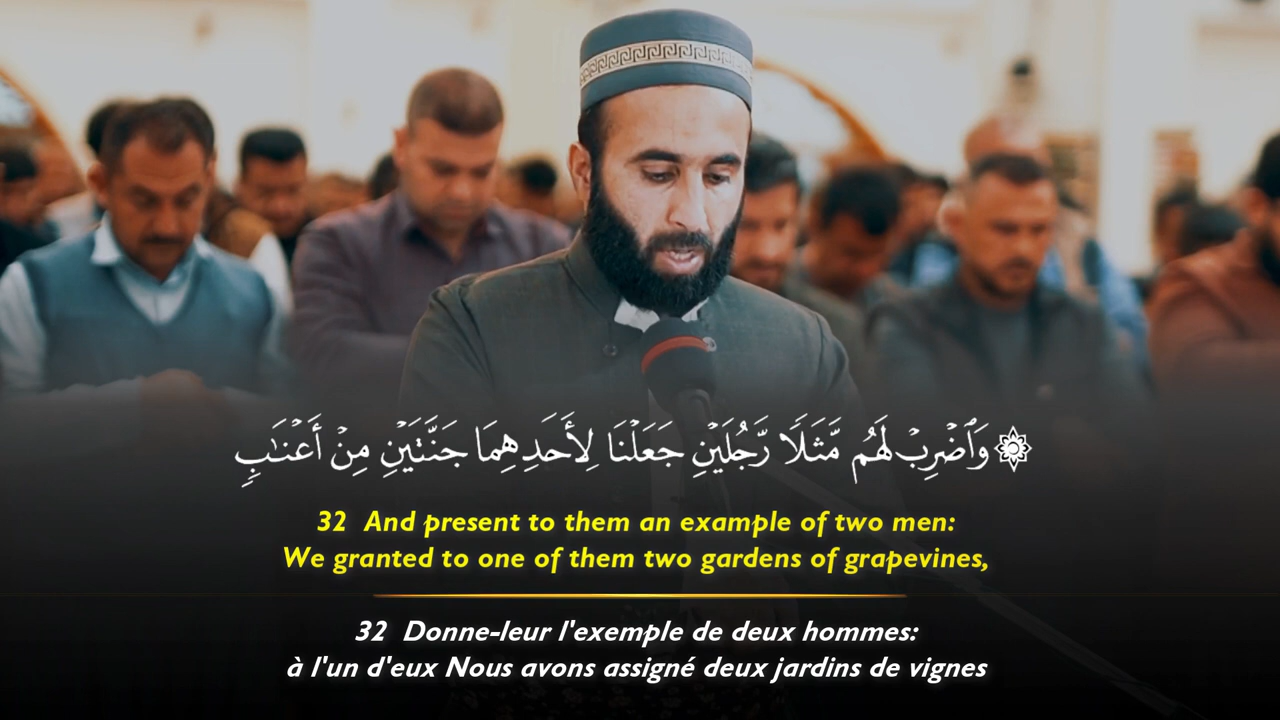 ۞ وَٱضۡرِبۡ لَهُم مَّثَلٗا رَّجُلَيۡنِ جَعَلۡنَا لِأَحَدِهِمَا جَنَّتَيۡنِ مِنۡ أَعۡنَٰبٖ
32 And present to them an example of two men:
We granted to one of them two gardens of grapevines,
32 Donne-leur l'exemple de deux hommes:
à l'un d'eux Nous avons assigné deux jardins de vignes